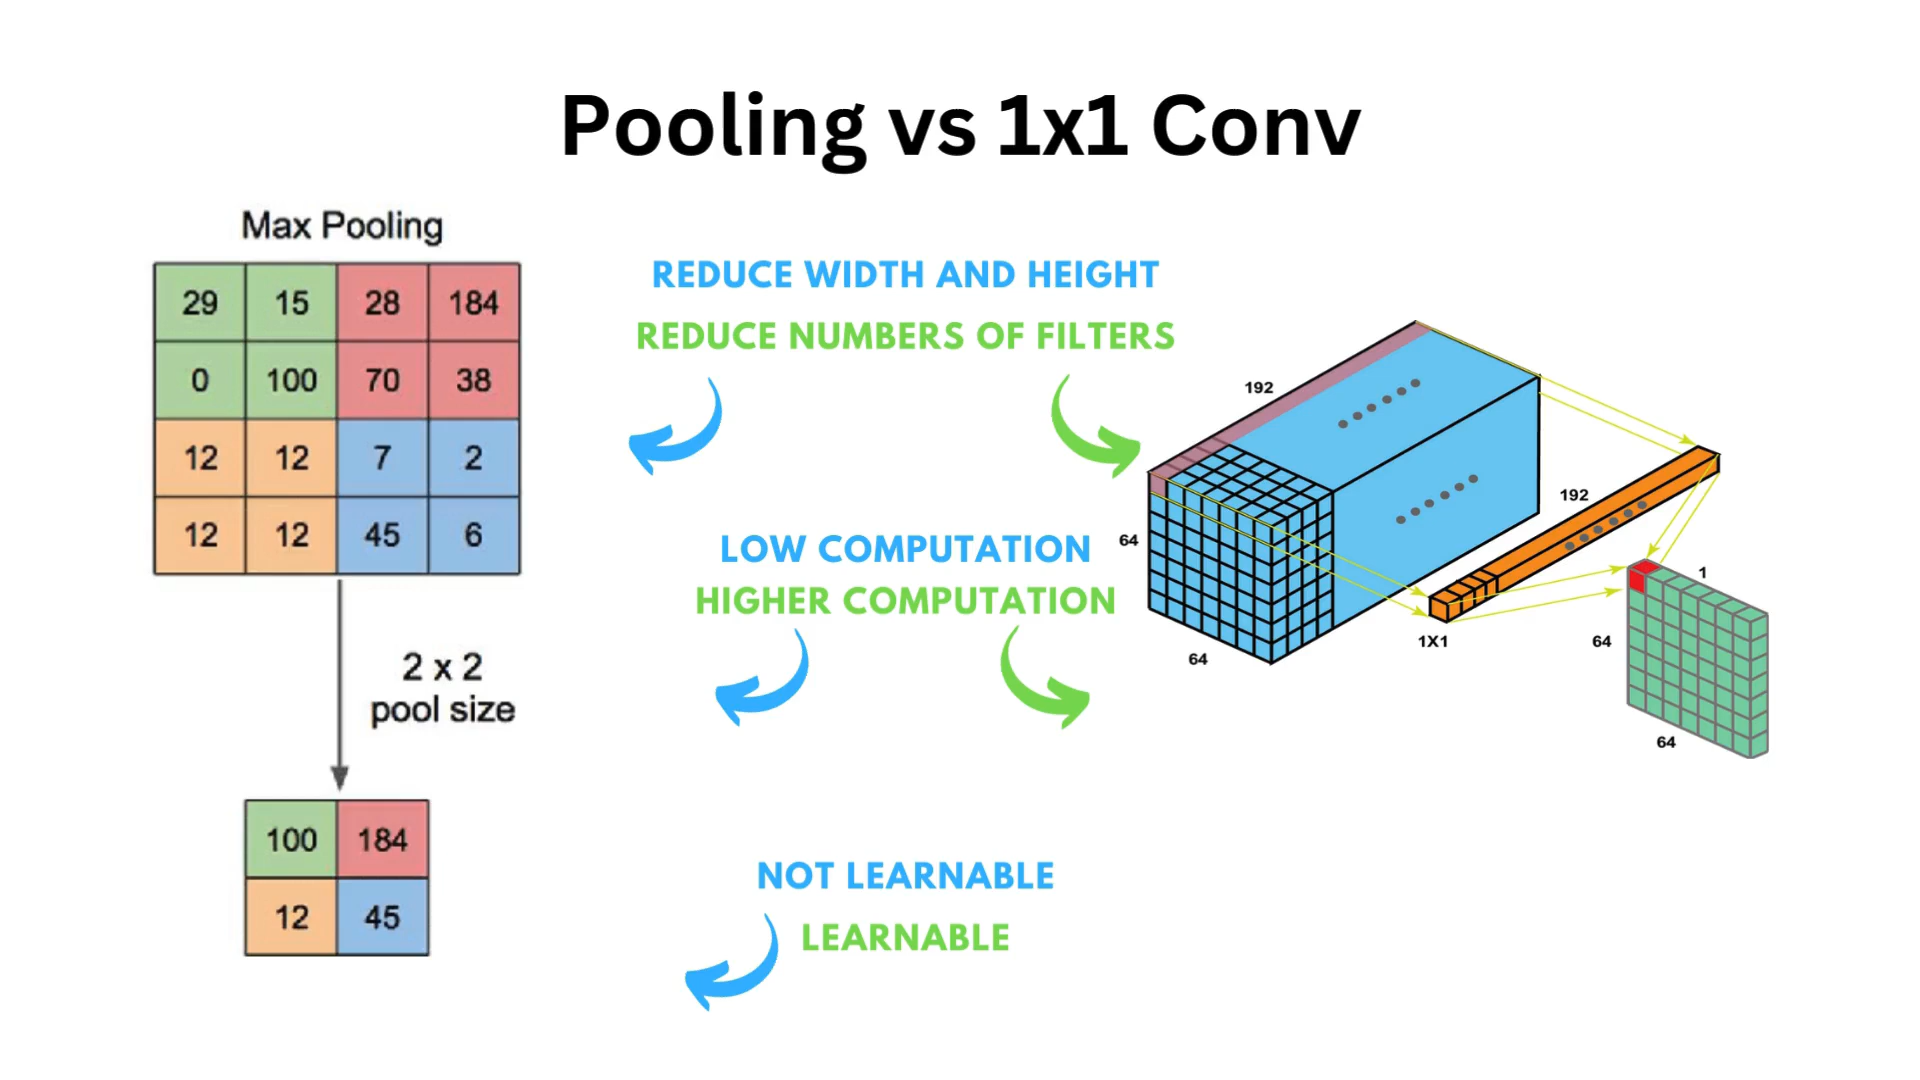 Pooling vs 1x1 Conv
Max Pooling
29 15 28 184
0 100 70 38
12 12 7 2
12 12 45 6
2 x 2
pool size
100 184
12 45
REDUCE WIDTH AND HEIGHT
REDUCE NUMBERS OF FILTERS
LOW COMPUTATION
HIGHER COMPUTATION
NOT LEARNABLE
LEARNABLE
192
64
64
192
1X1
1
64
64